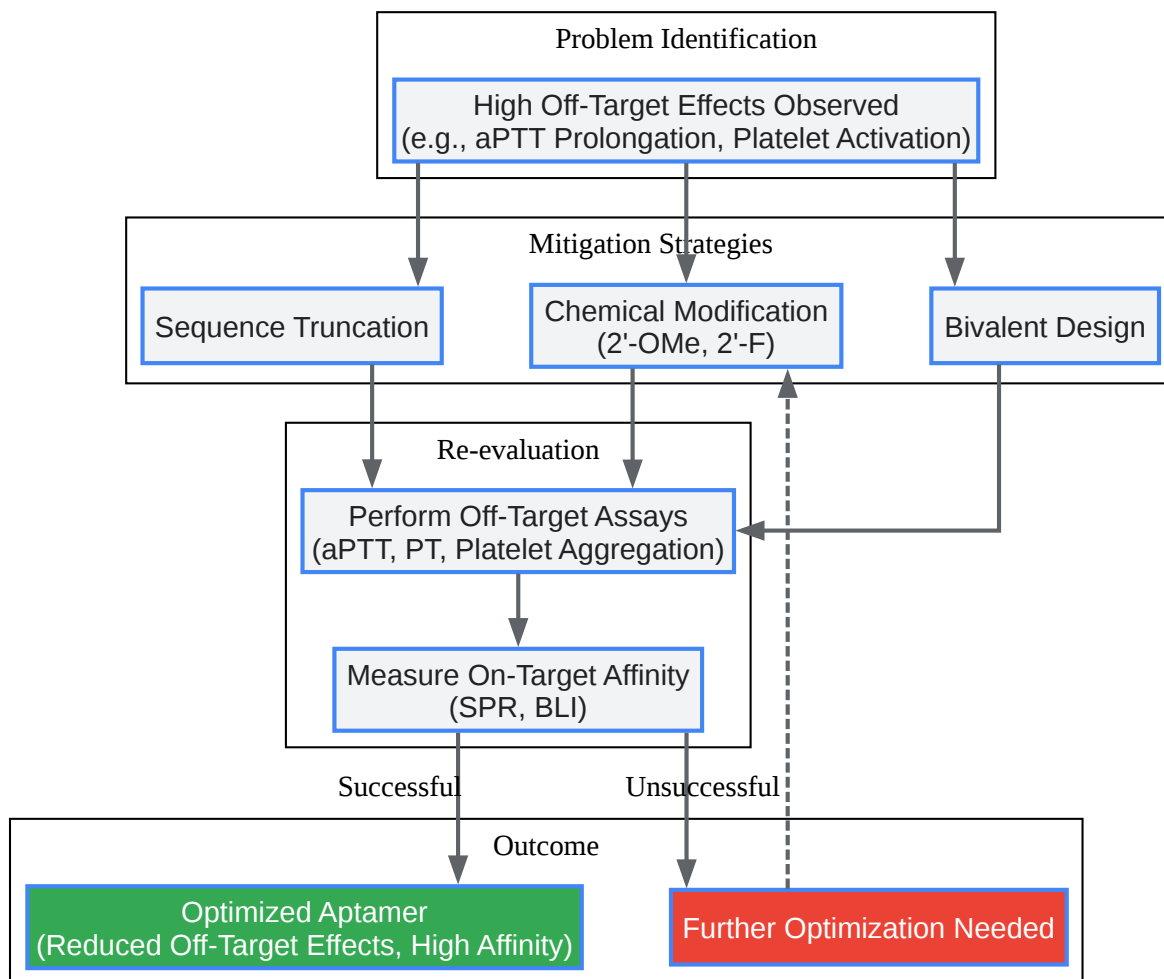 Problem Identification
High Off-Target Effects Observed
(e.g., aPTT Prolongation, Platelet Activation)
Mitigation Strategies
Sequence Truncation
Chemical Modification
(2'-OMe, 2'-F)
Bivalent Design
Re-evaluation
Perform Off-Target Assays
(aPTT, PT, Platelet Aggregation)
Measure On-Target Affinity
(SPR, BLI)
Successful
Unsuccessful
Outcome
Optimized Aptamer
(Reduced Off-Target Effects, High Affinity)
Further Optimization Needed